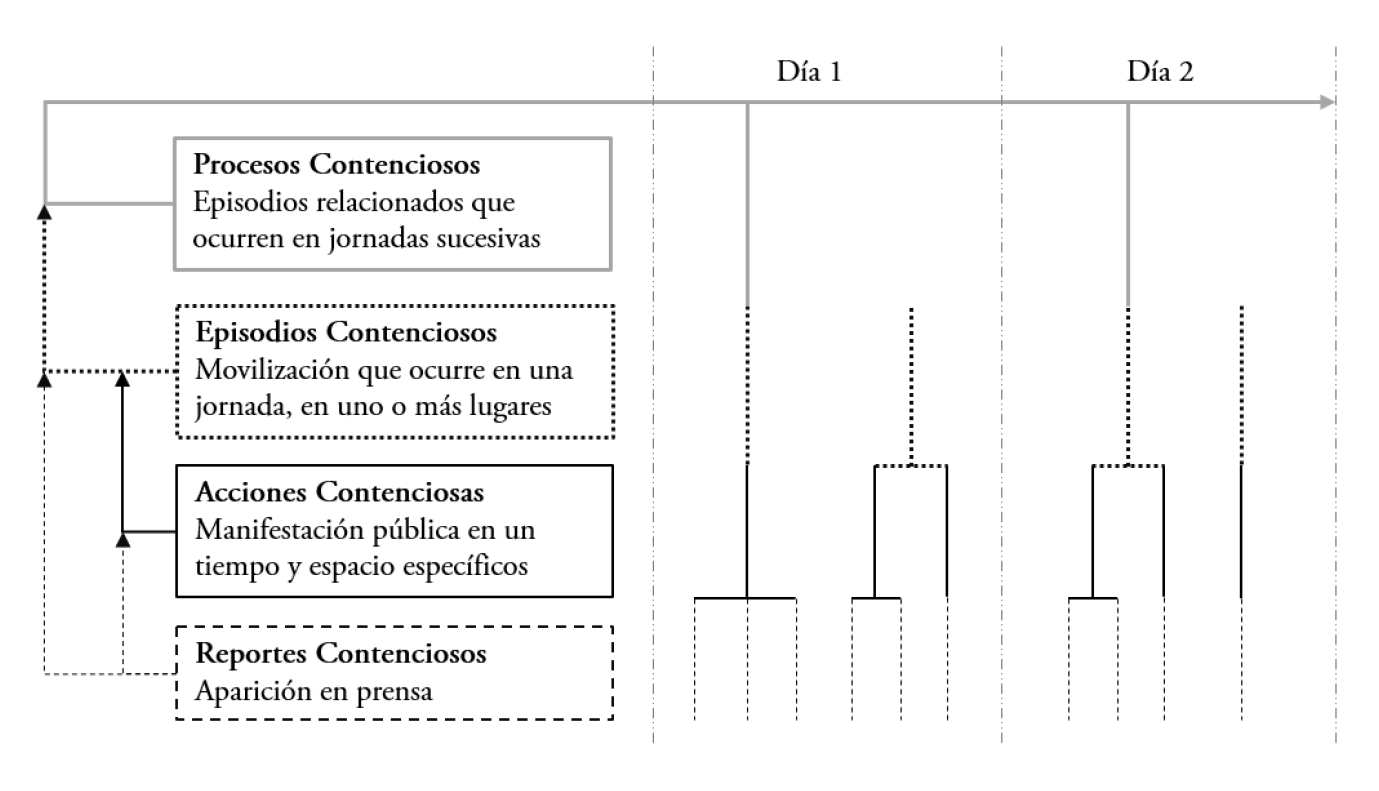 Día 1
Día 2
Procesos Contenciosos
Episodios relacionados que
ocurren en jornadas sucesivas
Episodios Contenciosos
Movilización que ocurre en una
jornada, en uno o más lugares
Acciones Contenciosas
Manifestación pública en un
tiempo y espacio específicos
Reportes Contenciosos
Aparición en prensa